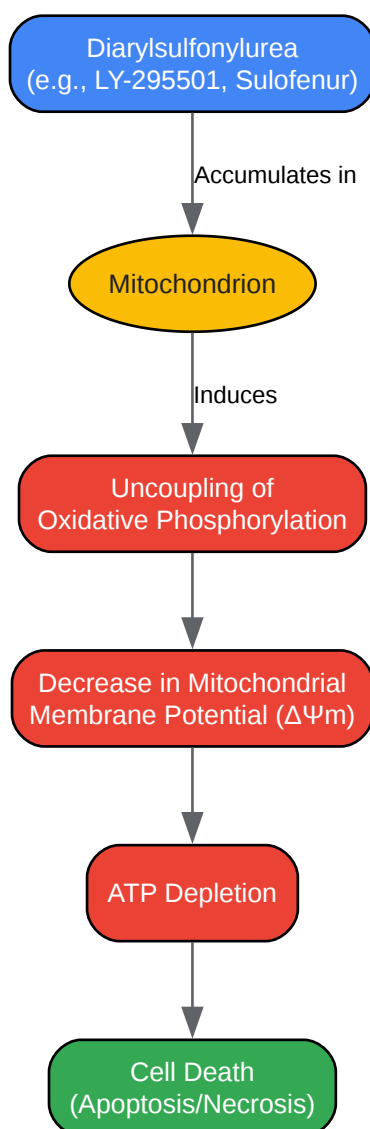 Diarylsulfonylurea
(e.g., LY-295501, Sulofenur)
Accumulates in
Mitochondrion
Induces
Uncoupling of
Oxidative Phosphorylation
Decrease in Mitochondrial
Membrane Potential (ΔΨm)
ATP Depletion
Cell Death
(Apoptosis/Necrosis)